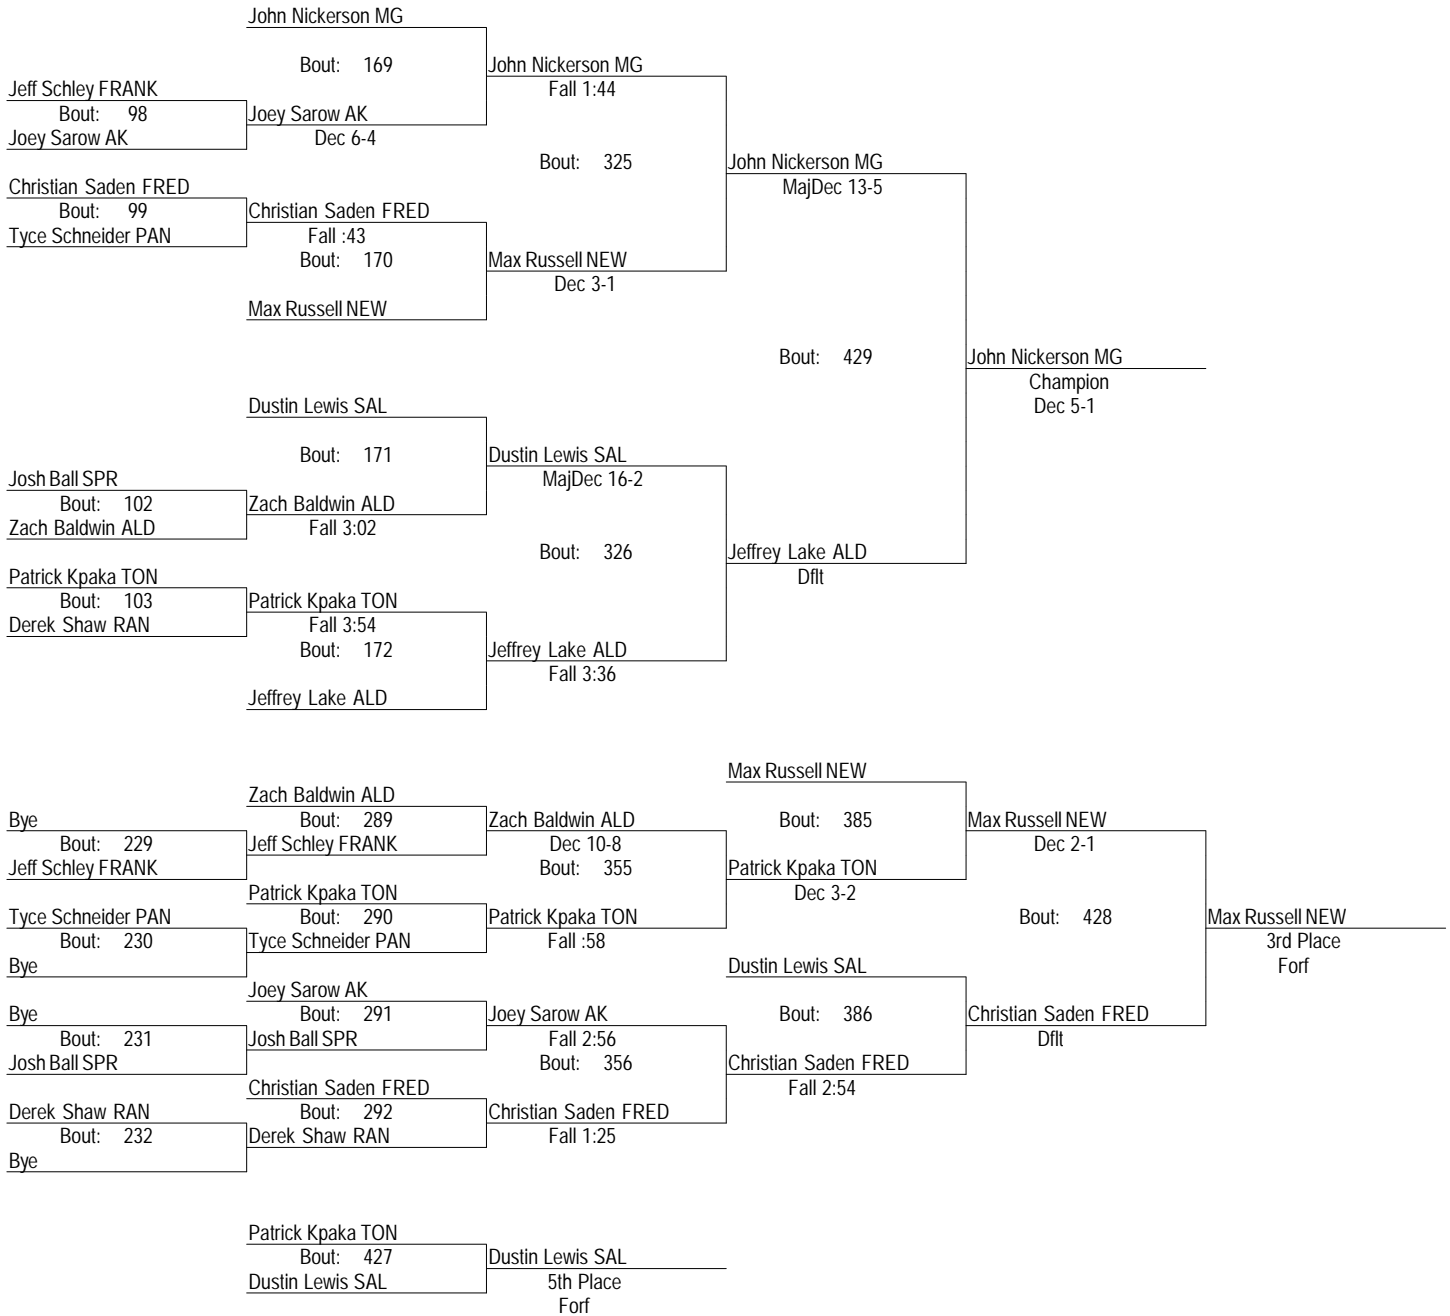 John Nickerson MG
Bout: 169
John Nickerson MG
Jeff Schley FRANK
Fall 1:44
Bout: 98
Joey Sarow AK
Joey Sarow AK
Dec 6-4
Bout: 325
John Nickerson MG
Christian Saden FRED
MajDec 13-5
Bout: 99
Christian Saden FRED
Tyce Schneider PAN
Fall :43
Bout: 170
Max Russell NEW
Dec 3-1
Max Russell NEW
Bout: 429
John Nickerson MG
Champion
Dustin Lewis SAL
Dec 5-1
Bout: 171
Dustin Lewis SAL
Josh Ball SPR
MajDec 16-2
Bout: 102
Zach Baldwin ALD
Zach Baldwin ALD
Fall 3:02
Bout: 326
Jeffrey Lake ALD
Patrick Kpaka TON
Dflt
Bout: 103
Patrick Kpaka TON
Derek Shaw RAN
Fall 3:54
Bout: 172
Jeffrey Lake ALD
Fall 3:36
Jeffrey Lake ALD
Max Russell NEW
Zach Baldwin ALD
Bye
Bout: 289
Zach Baldwin ALD
Bout: 385
Max Russell NEW
Bout: 229
Jeff Schley FRANK
Dec 10-8
Dec 2-1
Jeff Schley FRANK
Bout: 355
Patrick Kpaka TON
Patrick Kpaka TON
Dec 3-2
Tyce Schneider PAN
Bout: 290
Patrick Kpaka TON
Bout: 428
Max Russell NEW
Bout: 230
Tyce Schneider PAN
Fall :58
3rd Place
Bye
Dustin Lewis SAL
Forf
Joey Sarow AK
Bye
Bout: 291
Joey Sarow AK
Bout: 386
Christian Saden FRED
Bout: 231
Josh Ball SPR
Fall 2:56
Dflt
Josh Ball SPR
Bout: 356
Christian Saden FRED
Christian Saden FRED
Fall 2:54
Derek Shaw RAN
Bout: 292
Christian Saden FRED
Bout: 232
Derek Shaw RAN
Fall 1:25
Bye
Patrick Kpaka TON
Bout: 427
Dustin Lewis SAL
Dustin Lewis SAL
5th Place
Forf